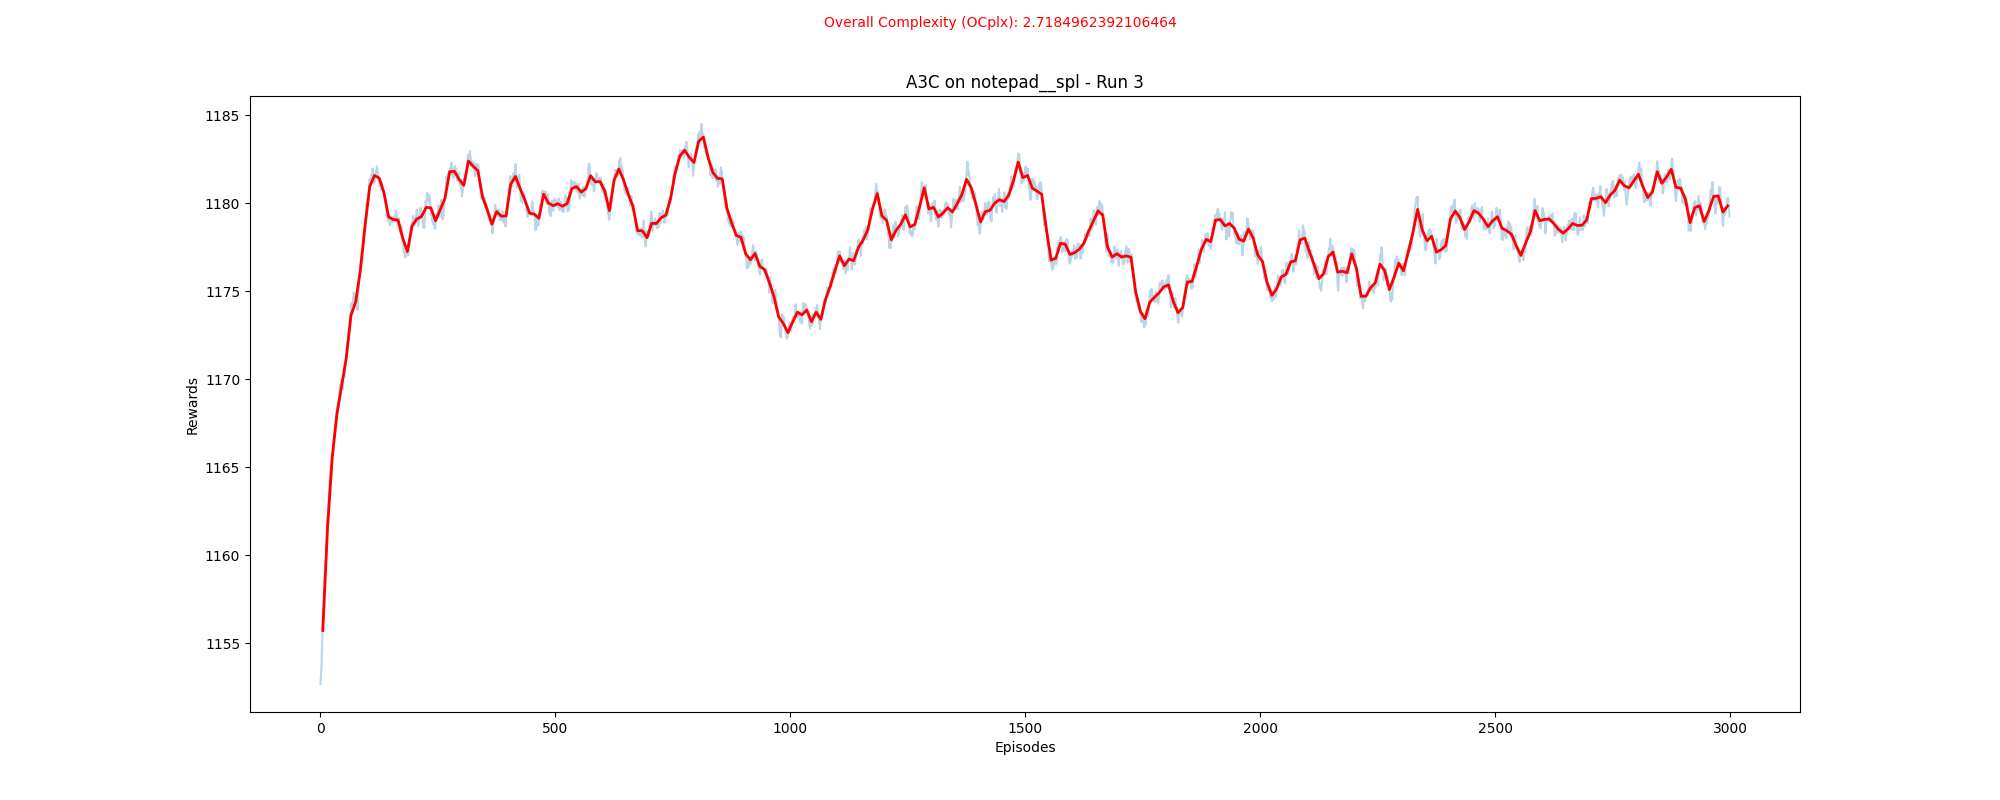 Overall Complexity (OCplx): 2.7184962392106464
A3C on notepad__spl - Run 3
1185
1180
1175
1170
1165
1160
1155
Rewards
0 500 1000 1500 2000 2500 3000
Episodes